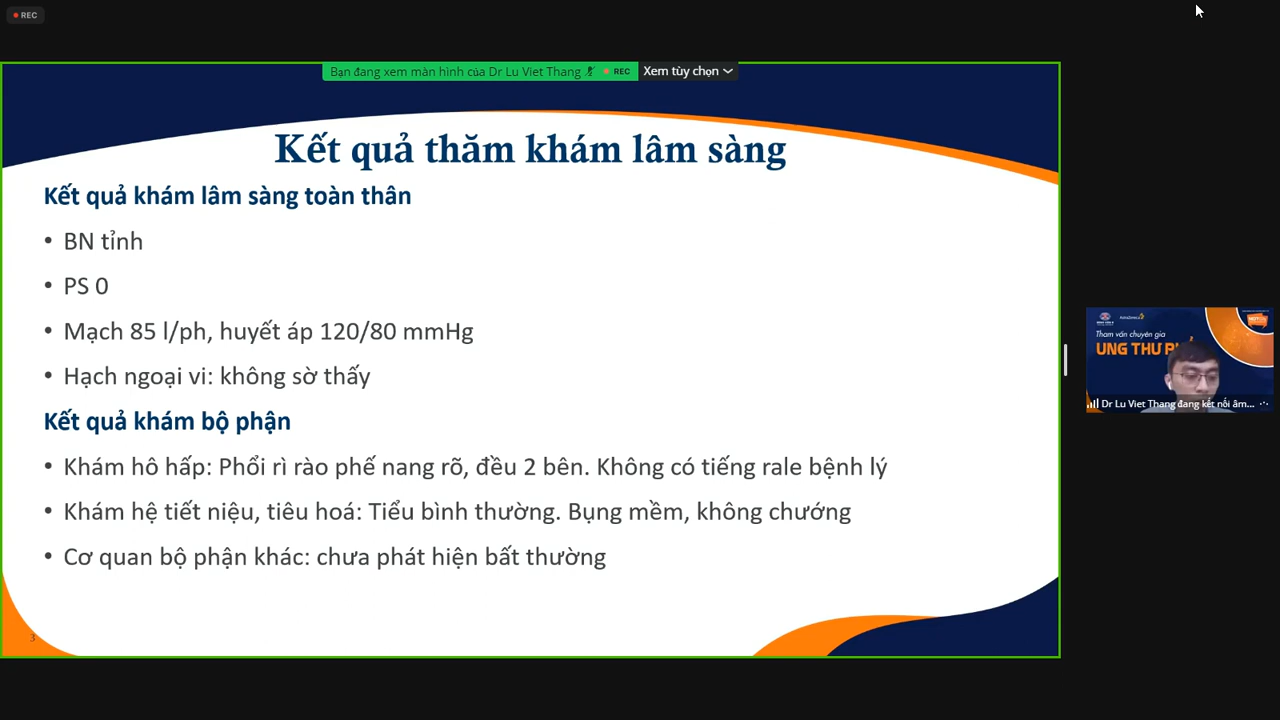 REC
Bạn đang xem màn hình của Dr Lu Viet Thang REC Xem tùy chọn
Kết quả thăm khám lâm sàng
Kết quả khám lâm sàng toàn thân
• BN tỉnh
• PS 0
• Mạch 85 l/ph, huyết áp 120/80 mmHg
• Hạch ngoại vi: không sờ thấy
Kết quả khám bộ phận
• Khám hô hấp: Phổi rì rào phế nang rõ, đều 2 bên. Không có tiếng rale bệnh lý
• Khám hệ tiết niệu, tiêu hoá: Tiểu bình thường. Bụng mềm, không chướng
• Cơ quan bộ phận khác: chưa phát hiện bất thường
3
AstraZeneca
Tham vấn chuyên gia
UNG THƯ
Dr Lu Viet Thang đang kết nối âm...